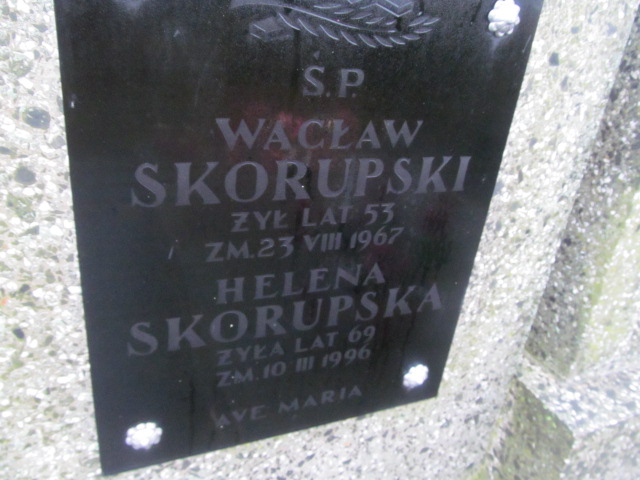 Ś.P.
WĄCŁAW
SKORUPSKI
ŻYŁ LAT 53
ZM. 23 VIII 1967
HELENA
SKORUPSKA
ŻYŁA LAT 69
ZM. 10 III 1996
AVE MARIA